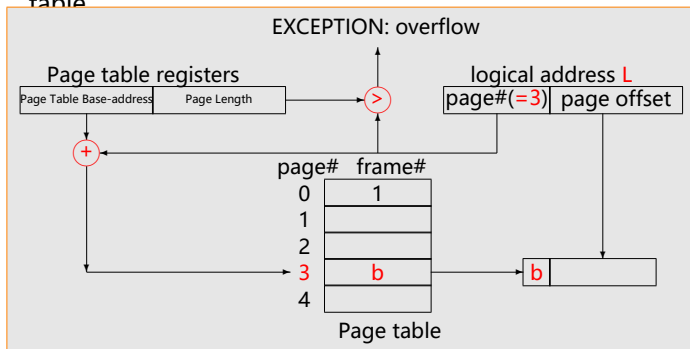 table
EXCEPTION: overflow
Page table registers
logical address L
Page Table Base-address Page Length
>
page#(=3) page offset
+
page# frame#
0 1
1
2
3 b
b
4
Page table